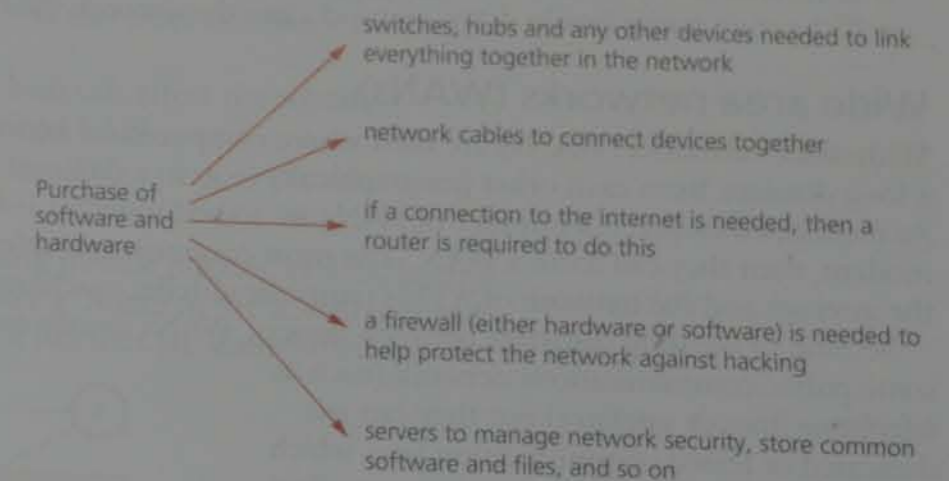 switches, hubs and any other devices needed to link
everything together in the network
network cables to connect devices together
Purchase of
software and
hardware
if a connection to the internet is needed, then a
router is required to do this
a firewall (either hardware or software) is needed to
help protect the network against hacking
servers to manage network security, store common
software and files, and so on